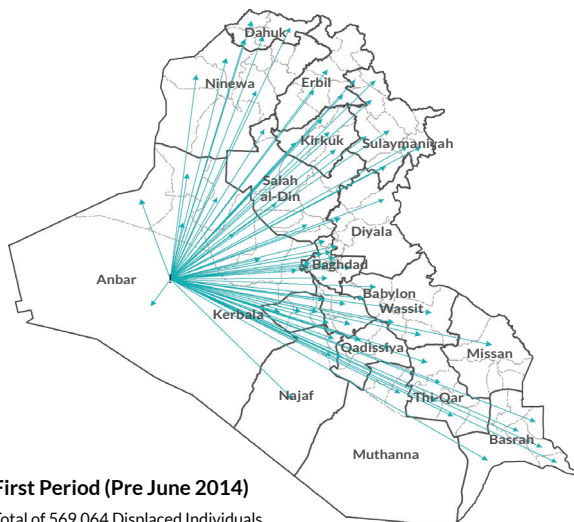 Dahuk
Ninewa
Erbil
Kirkuk
Sulaymaniyah
Salah
al-Din
Diyala
Baghdad
Anbar
Babylon
Wassit
Kerbala
Qadissiya
Missan
Najaf
Thi-Qar
Basrah
Muthanna
First Period (Pre June 2014)
Total of 569,064 Displaced Individuals